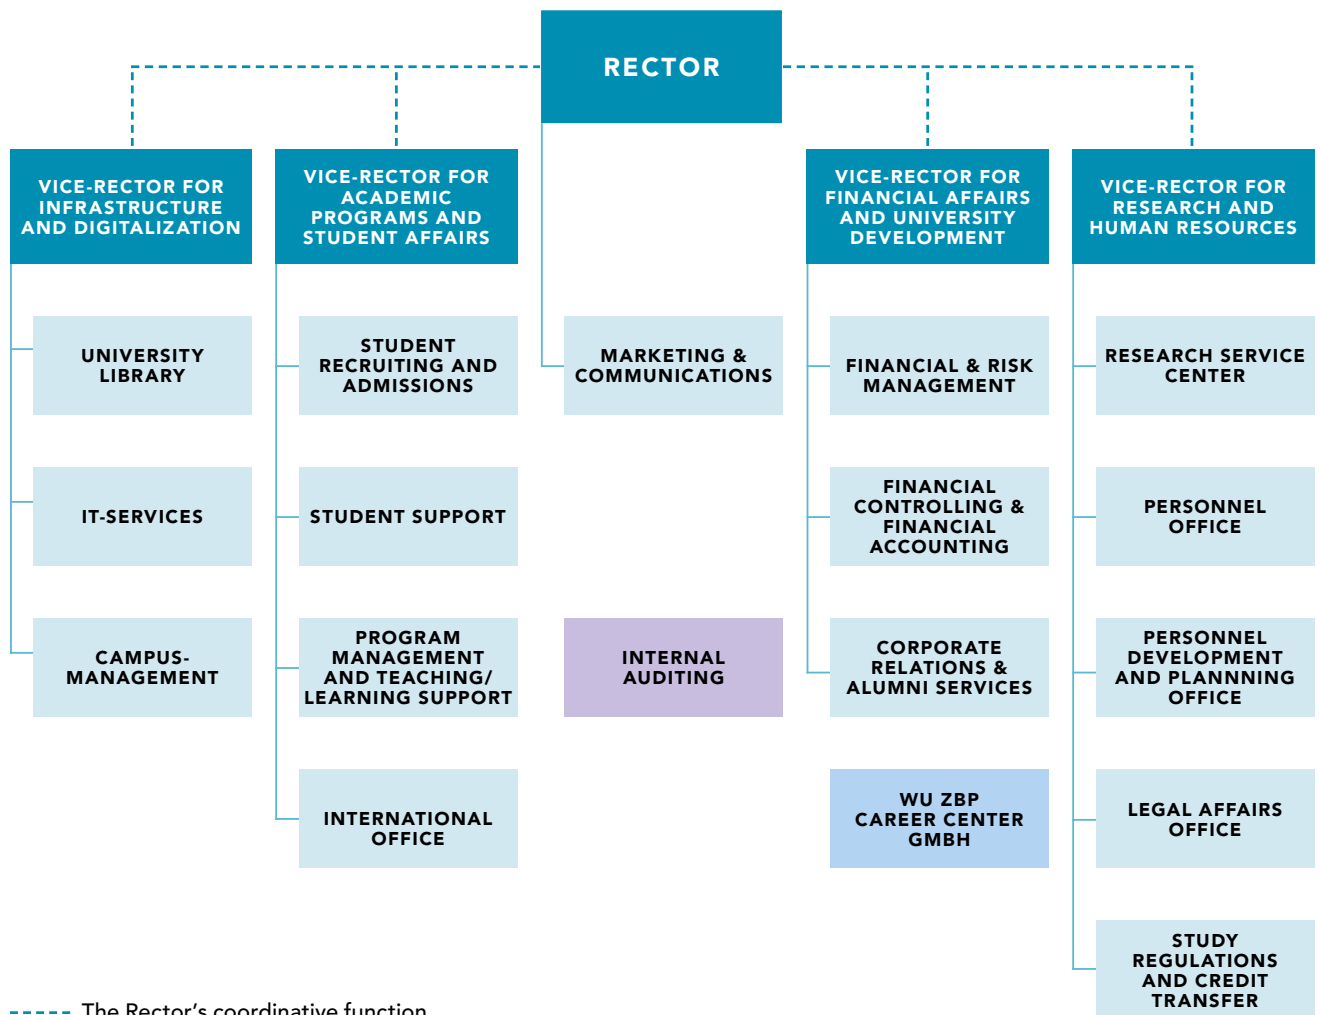 RECTOR
VICE-RECTOR FOR
INFRASTRUCTURE
AND DIGITALIZATION
UNIVERSITY
LIBRARY
IT-SERVICES
CAMPUS-
MANAGEMENT
VICE-RECTOR FOR
ACADEMIC
PROGRAMS AND
STUDENT AFFAIRS
STUDENT
RECRUITING AND
ADMISSIONS
STUDENT SUPPORT
PROGRAM
MANAGEMENT
AND TEACHING/
LEARNING SUPPORT
INTERNATIONAL
OFFICE
MARKETING &
COMMUNICATIONS
INTERNAL
AUDITING
VICE-RECTOR FOR
FINANCIAL AFFAIRS
AND UNIVERSITY
DEVELOPMENT
FINANCIAL & RISK
MANAGEMENT
FINANCIAL
CONTROLLING &
FINANCIAL
ACCOUNTING
CORPORATE
RELATIONS &
ALUMNI SERVICES
WU ZBP
CAREER CENTER
GMBH
VICE-RECTOR FOR
RESEARCH AND
HUMAN RESOURCES
RESEARCH SERVICE
CENTER
PERSONNEL
OFFICE
PERSONNEL
DEVELOPMENT
AND PLANNNING
OFFICE
LEGAL AFFAIRS
OFFICE
STUDY
REGULATIONS
AND CREDIT
TRANSFER
The Rector's coordinative function